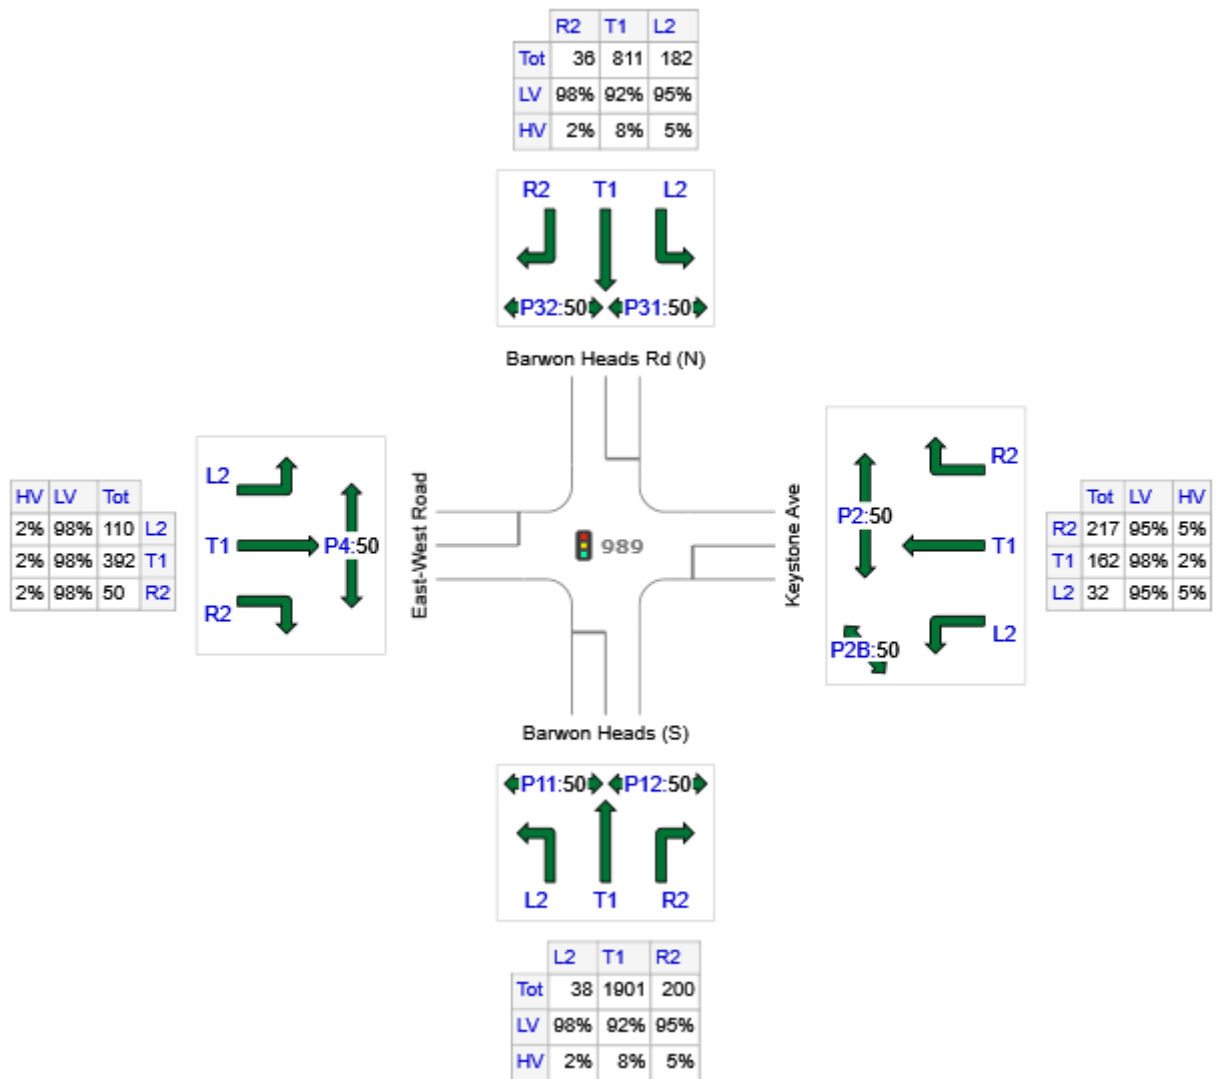 R2 T1 L2
Tot 36 811 182
LV 98% 92% 95%
HV 2% 8% 5%
R2 T1 L2
P32:50 P31:50
Barwon Heads Rd (N)
HV LV Tot
2% 98% 110 L2
2% 98% 392 T1
2% 98% 50 R2
L2
T1 P4:50
R2
East-West Road
989
Keystone Ave
R2
P2:50
T1
L2
P2B:50
Tot LV HV
R2 217 95% 5%
T1 162 98% 2%
L2 32 95% 5%
Barwon Heads (S)
P11:50 P12:50
L2 T1 R2
L2 T1 R2
Tot 38 1901 200
LV 98% 92% 95%
HV 2% 8% 5%